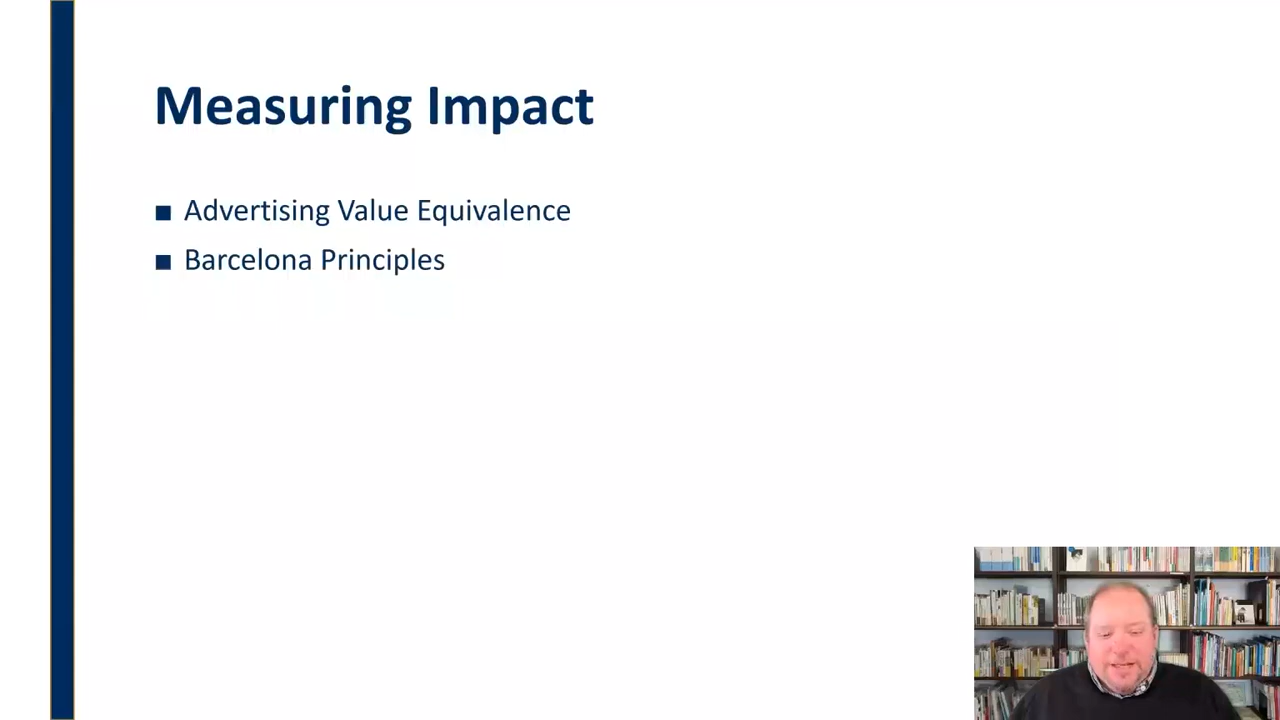 Measuring Impact
■ Advertising Value Equivalence
■ Barcelona Principles